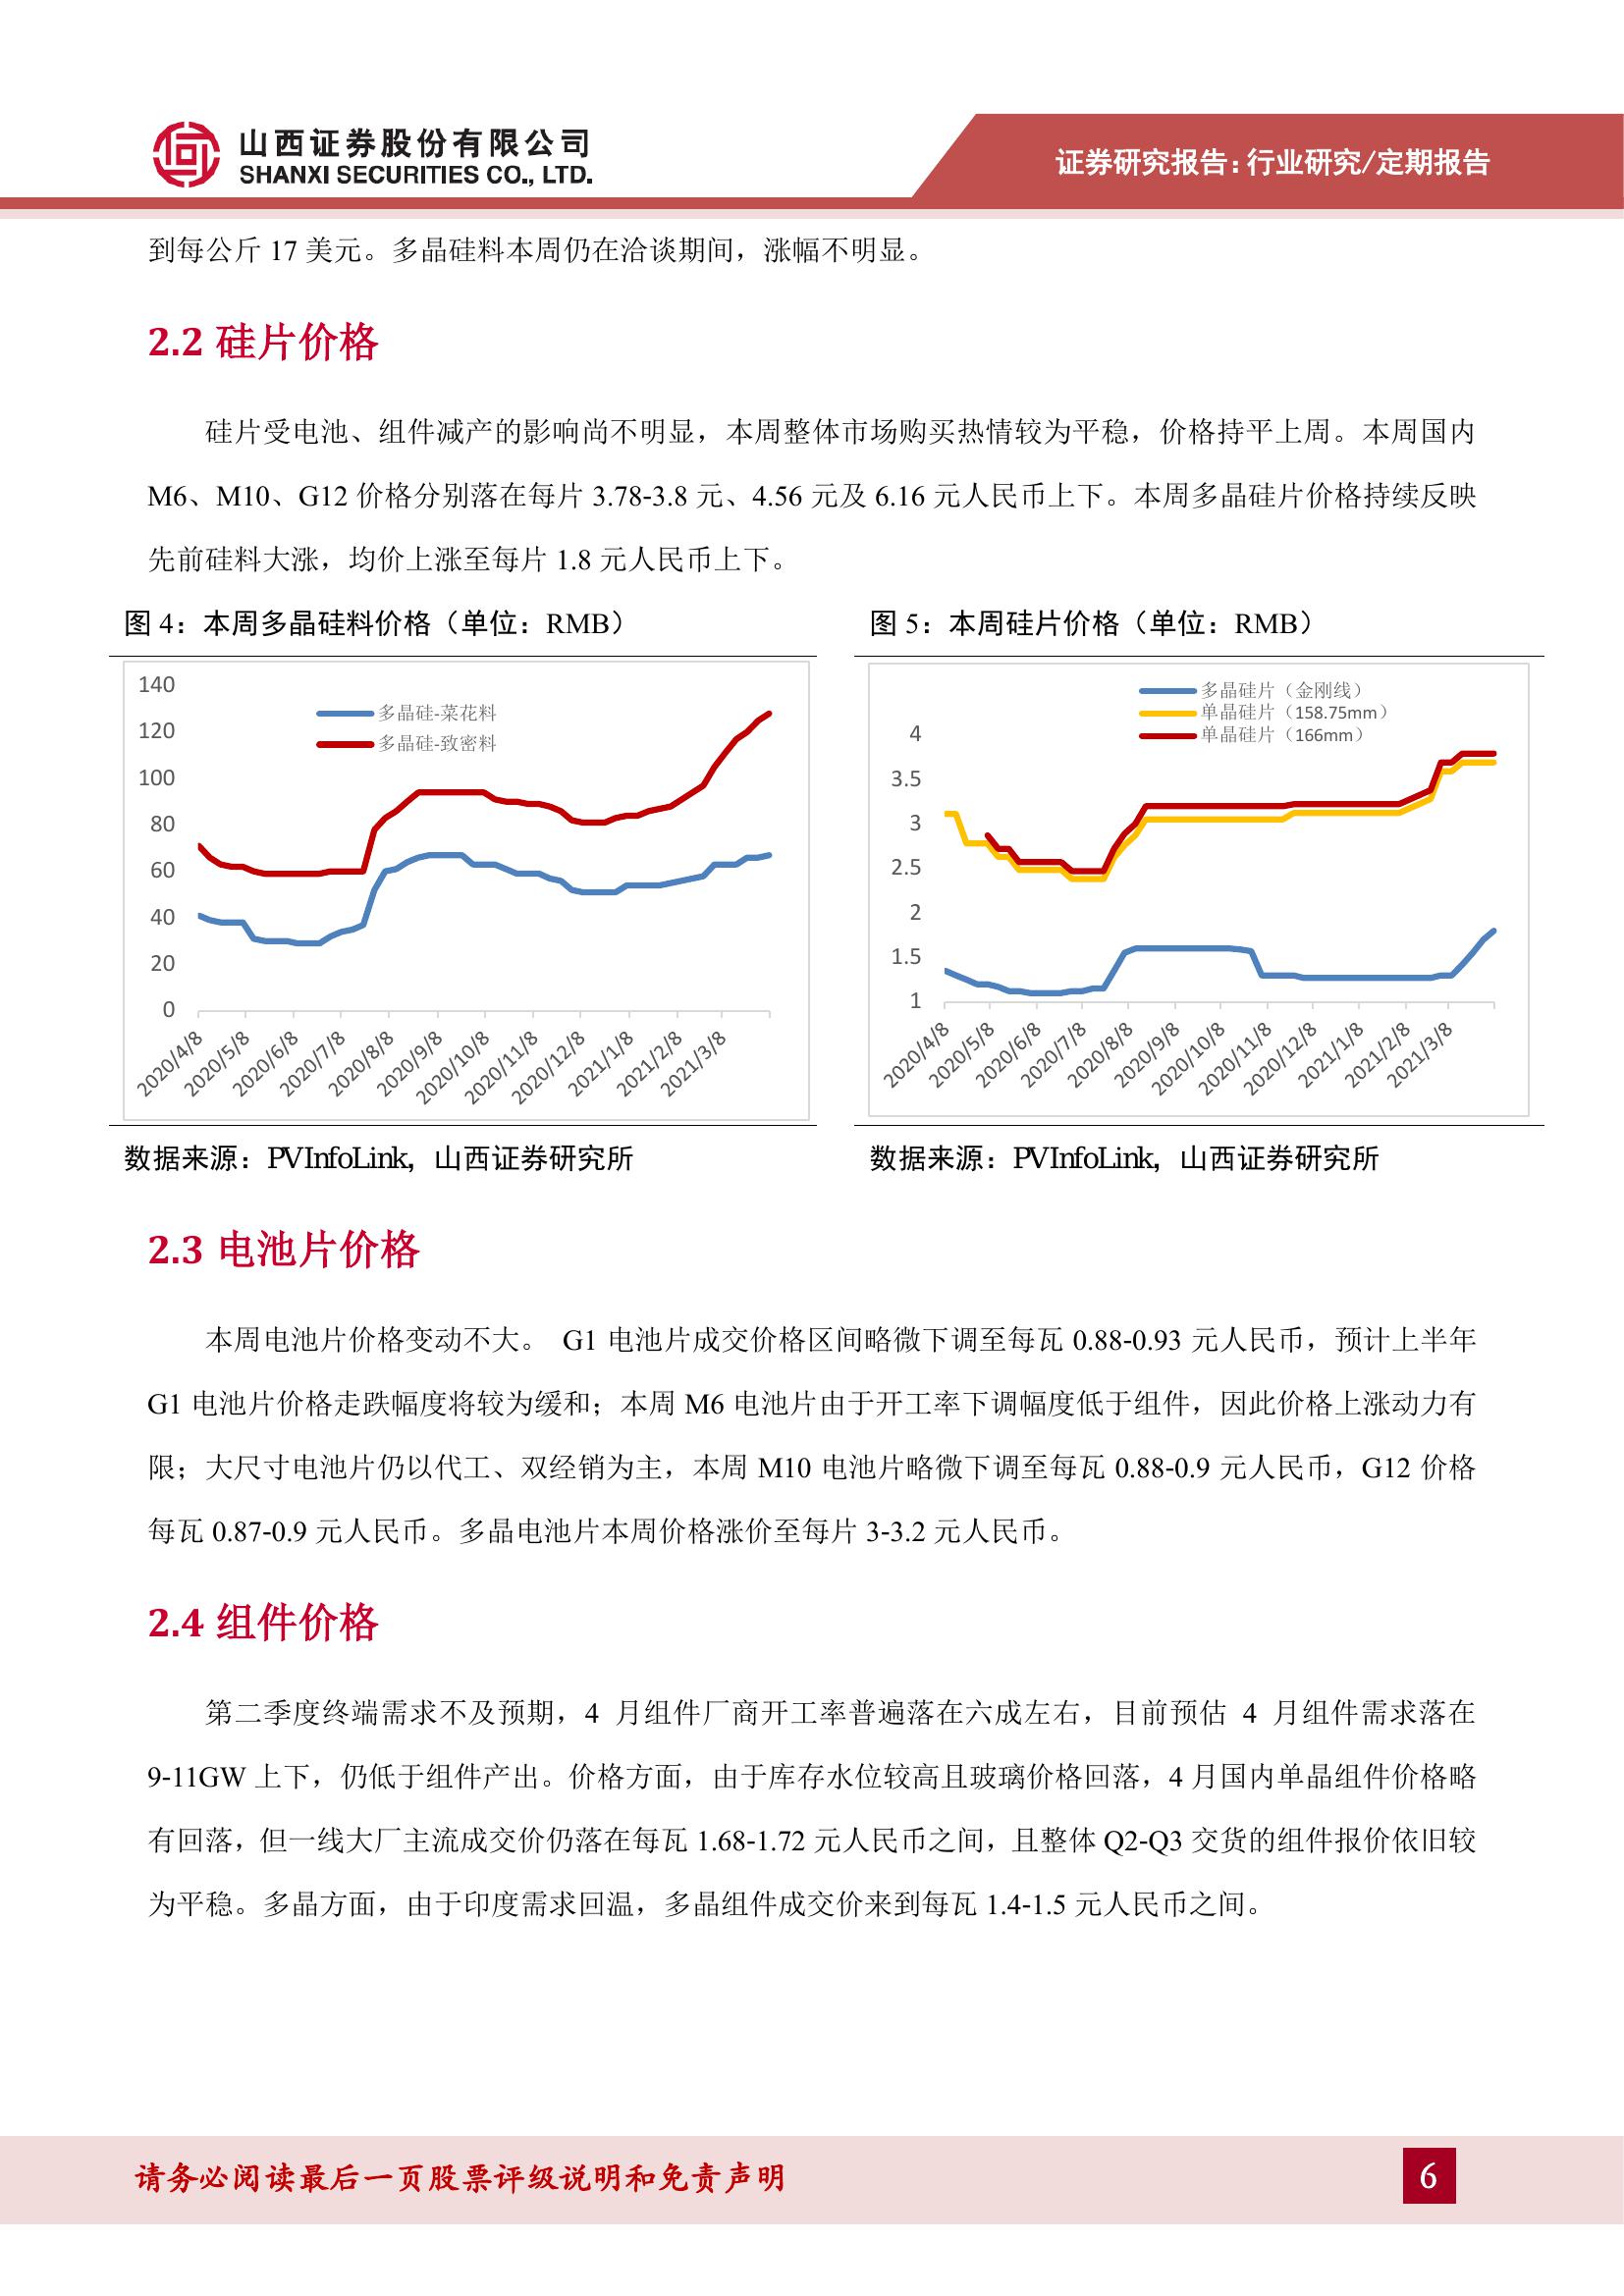 山西证券股份有限公司
SHANXI SECURITIES CO., LTD.
证券研究报告：行业研究/定期报告
到每公斤 17 美元。多晶硅料本周仍在洽谈期间，涨幅不明显。
2.2 硅片价格
硅片受电池、组件减产的影响尚不明显，本周整体市场购买热情较为平稳，价格持平上周。本周国内
M6、M10、G12 价格分别落在每片 3.78-3.8 元、4.56 元及 6.16 元人民币上下。本周多晶硅片价格持续反映
先前硅料大涨，均价上涨至每片 1.8 元人民币上下。
图 4：本周多晶硅料价格（单位：RMB）
140
120
100
80
60
40
20
0
多晶硅-菜花料
多晶硅-致密料
2020/4/8
2020/5/8
2020/6/8
2020/7/8
2020/8/8
2020/9/8
2020/10/8
2020/11/8
2020/12/8
2021/1/8
2021/2/8
2021/3/8
数据来源：PVInfoLink，山西证券研究所
图 5：本周硅片价格（单位：RMB）
多晶硅片（金刚线）
单晶硅片（158.75mm）
单晶硅片（166mm）
4
3.5
3
2.5
2
1.5
1
2020/4/8
2020/5/8
2020/6/8
2020/7/8
2020/8/8
2020/9/8
2020/10/8
2020/11/8
2020/12/8
2021/1/8
2021/2/8
2021/3/8
数据来源：PVInfoLink，山西证券研究所
2.3 电池片价格
本周电池片价格变动不大。 G1 电池片成交价格区间略微下调至每瓦 0.88-0.93 元人民币，预计上半年
G1 电池片价格走跌幅度将较为缓和；本周 M6 电池片由于开工率下调幅度低于组件，因此价格上涨动力有
限；大尺寸电池片仍以代工、双经销为主，本周 M10 电池片略微下调至每瓦 0.88-0.9 元人民币，G12 价格
每瓦 0.87-0.9 元人民币。多晶电池片本周价格涨价至每片 3-3.2 元人民币。
2.4 组件价格
第二季度终端需求不及预期，4 月组件厂商开工率普遍落在六成左右，目前预估 4 月组件需求落在
9-11GW 上下，仍低于组件产出。价格方面，由于库存水位较高且玻璃价格回落，4 月国内单晶组件价格略
有回落，但一线大厂主流成交价仍落在每瓦 1.68-1.72 元人民币之间，且整体 Q2-Q3 交货的组件报价依旧较
为平稳。多晶方面，由于印度需求回温，多晶组件成交价来到每瓦 1.4-1.5 元人民币之间。
请务必阅读最后一页股票评级说明和免责声明
6